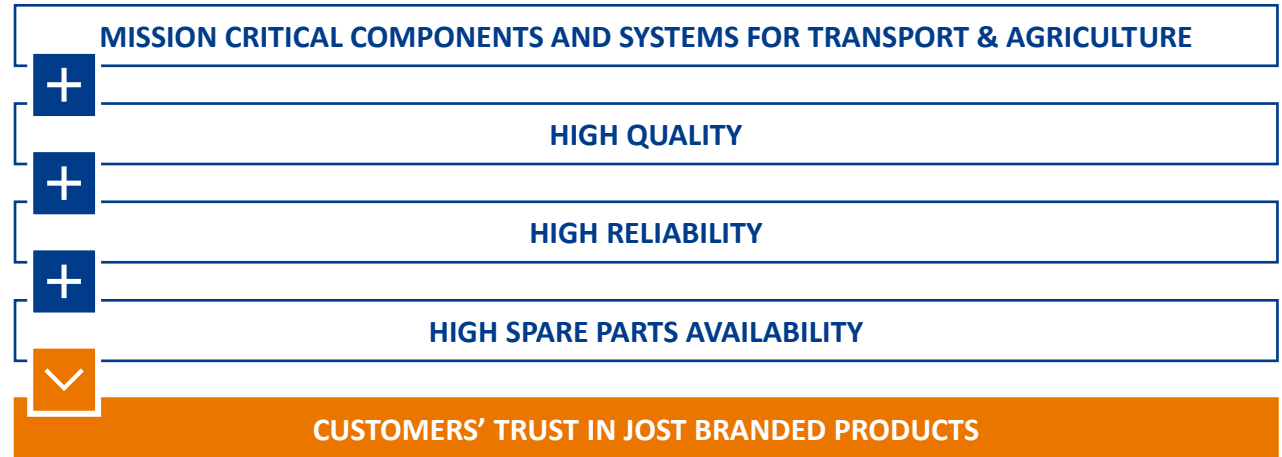 MISSION CRITICAL COMPONENTS AND SYSTEMS FOR TRANSPORT & AGRICULTURE
+
HIGH QUALITY
+
HIGH RELIABILITY
+
HIGH SPARE PARTS AVAILABILITY
CUSTOMERS’ TRUST IN JOST BRANDED PRODUCTS